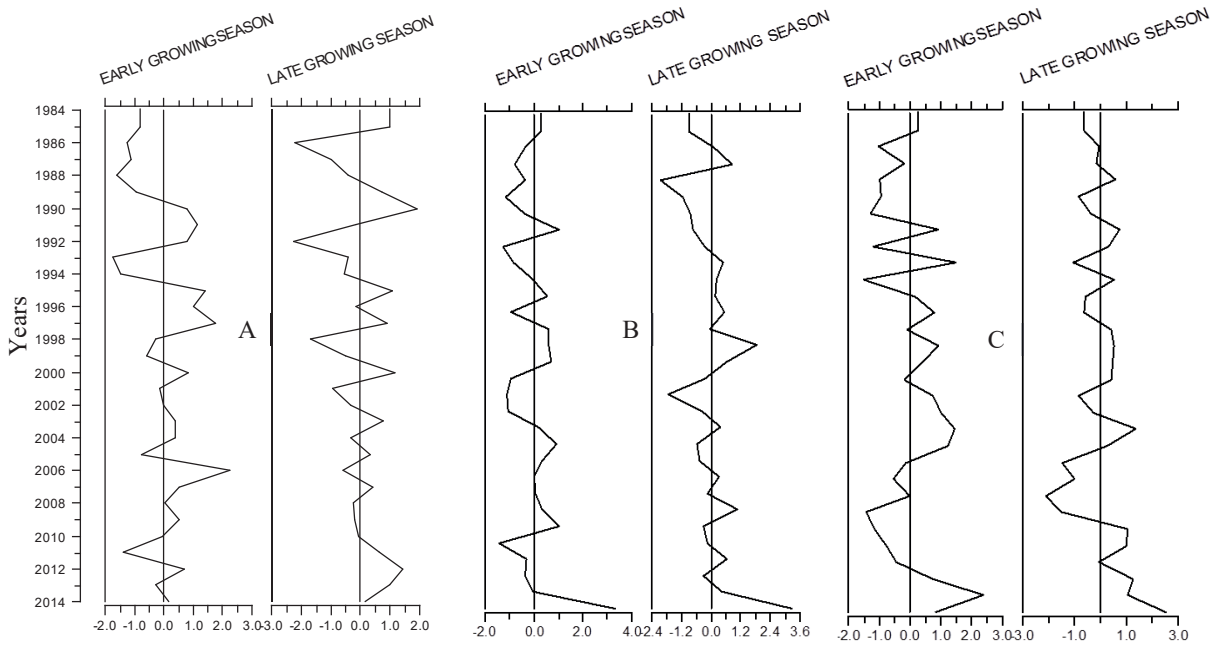 EARLY GROWINGSEASON
LATE GROWING SEASON
EARLY GROWINGSEASON
LATE GROWING SEASON
EARLY GROWINGSEASON
LATE GROWING SEASON
Years
1984
1986
1988
1990
1992
1994
1996
1998
2000
2002
2004
2006
2008
2010
2012
2014
A
B
C
-2.0 -1.0 0.0 1.0 2.0 3.0
-3.0 -2.0 -1.0 0.0 1.0 2.0
-2.0 0.0 4.0
-2.4 -1.2 0.0 1.2 2.4 3.6
-2.0 -1.0 0.0 1.0 3.0
-3.0 -1.0 1.0 3.0